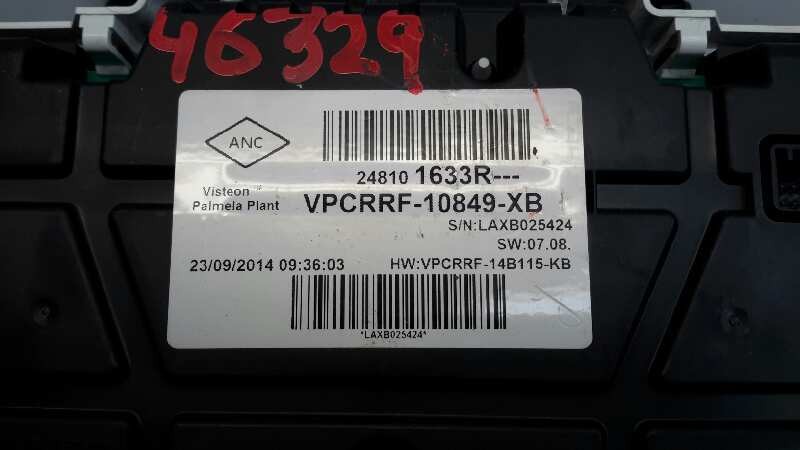 46329
ANC
24810 1633R---
Visteon™
Palmela Plant
VPCRRF-10849-XB
S/N:LAXB025424
SW:07.08.
23/09/2014 09:36:03 HW:VPCRRF-14B115-KB
*LAXB025424*